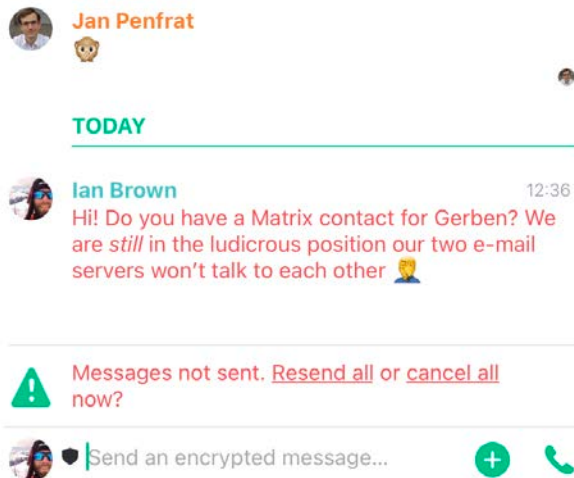 Jan Penfrat
🙊
TODAY
Ian Brown
12:36
Hi! Do you have a Matrix contact for Gerben? We
are still in the ludicrous position our two e-mail
servers won’t talk to each other 🤦‍♂️
Messages not sent. Resend all or cancel all
now?
Send an encrypted message...